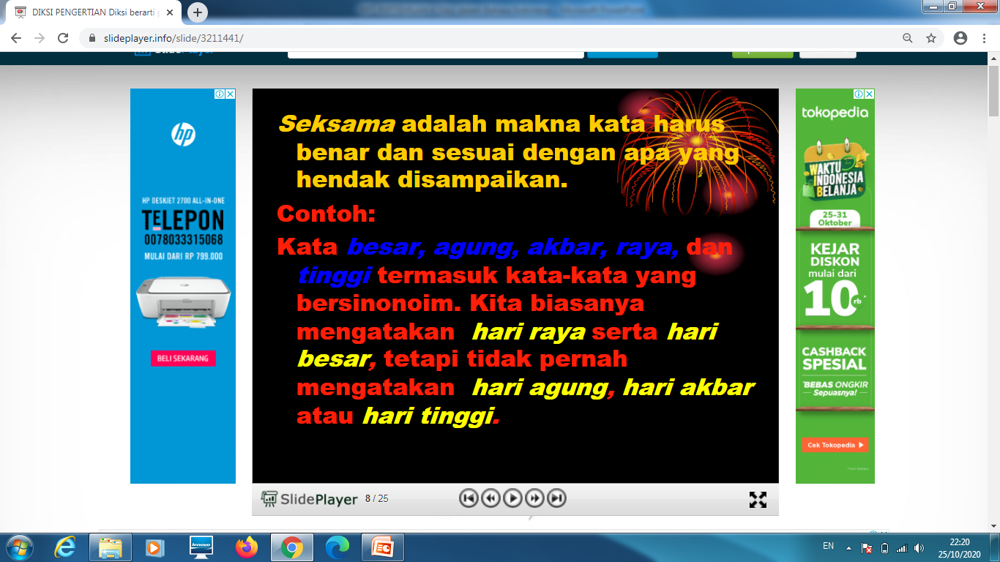 DIKSI PENGERTIAN Diksi berarti p
slideplayer.info/slide/3211441/
hp
HP DESKJET 2700 ALL-IN-ONE
TELEPON
0078033315068
MULAI DARI RP 799.000
BELI SEKARANG
Seksama adalah makna kata harus
benar dan sesuai dengan apa yang
hendak disampaikan.
Contoh:
Kata besar, agung, akbar, raya, dan
tinggi termasuk kata-kata yang
bersinonoim. Kita biasanya
mengatakan hari raya serta hari
besar, tetapi tidak pernah
mengatakan hari agung, hari akbar
atau hari tinggi.
SlidePlayer 8 / 25
tokopedia
WAKTU
INDONESIA
BELANJA
25-31
Oktober
KEJAR
DISKON
mulai dari
10 rb*
CASHBACK
SPESIAL
BEBAS ONGKIR
Sepuasnya!
Cek Tokopedia
lenovo
EN
22:20
25/10/2020